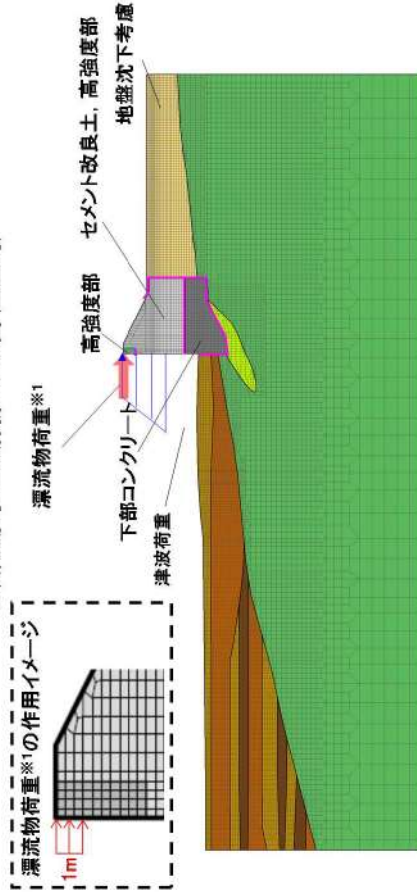 漂流物荷重※1の作用イメージ
1m
漂流物荷重※1
高強度部
セメント改良土，高強度部
地盤沈下考慮
下部コンクリート
津波荷重